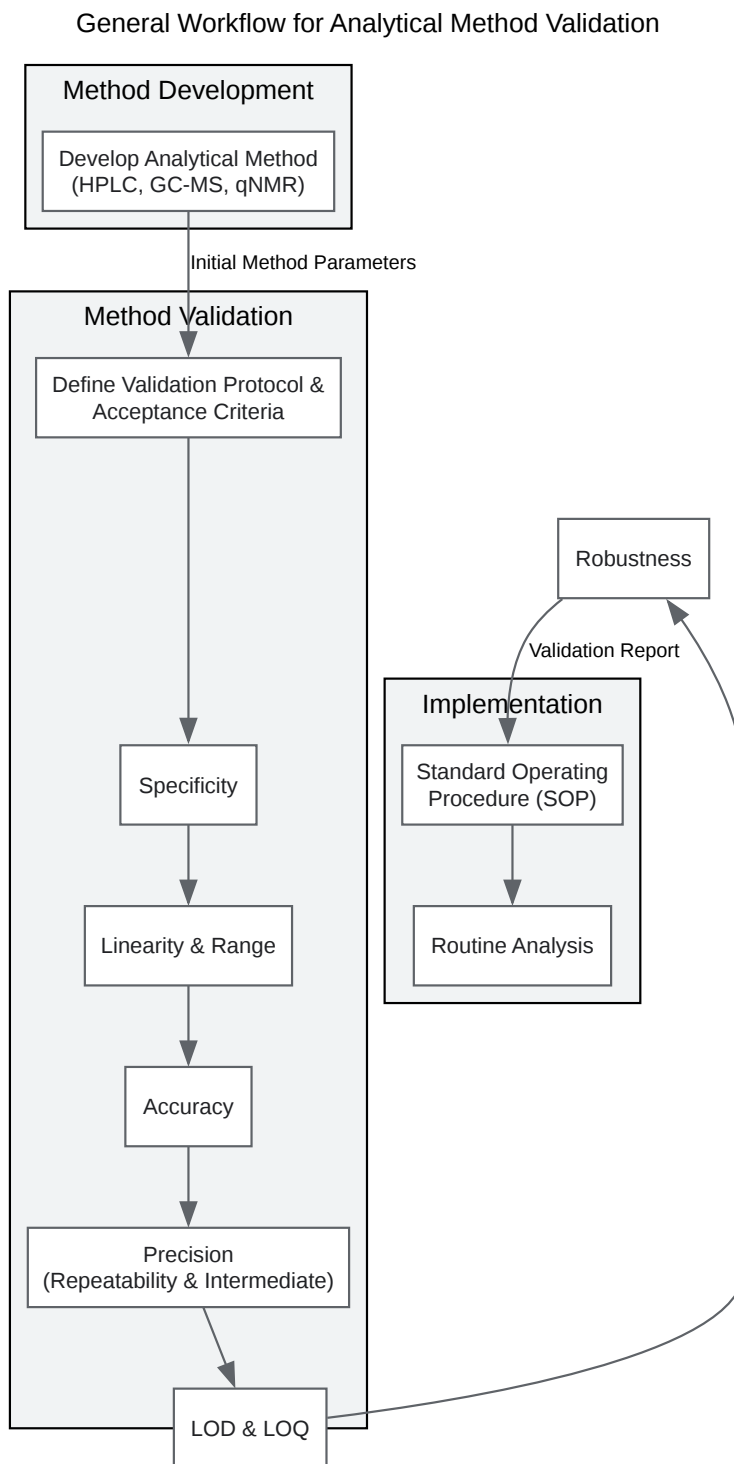 General Workflow for Analytical Method Validation
Method Development
Develop Analytical Method
(HPLC, GC-MS, qNMR)
Initial Method Parameters
Method Validation
Define Validation Protocol &
Acceptance Criteria
Specificity
Linearity & Range
Accuracy
Precision
(Repeatability & Intermediate)
LOD & LOQ
Robustness
Validation Report
Implementation
Standard Operating
Procedure (SOP)
Routine Analysis